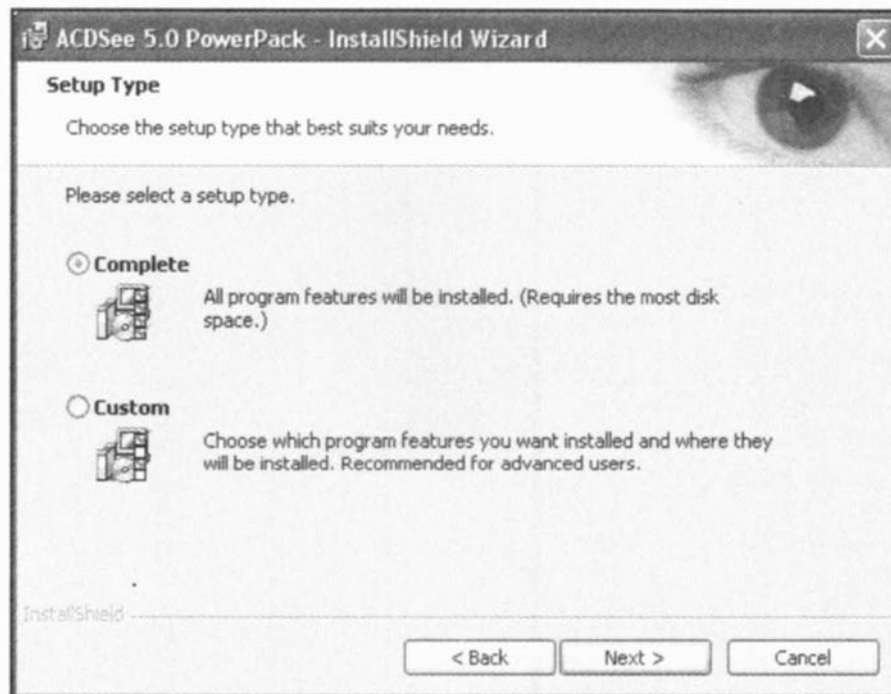 ACDSee 5.0 PowerPack - InstallShield Wizard
Setup Type
Choose the setup type that best suits your needs.
Please select a setup type.
Complete
All program features will be installed. (Requires the most disk
space.)
Custom
Choose which program features you want installed and where they
will be installed. Recommended for advanced users.
InstallShield
< Back
Next >
Cancel